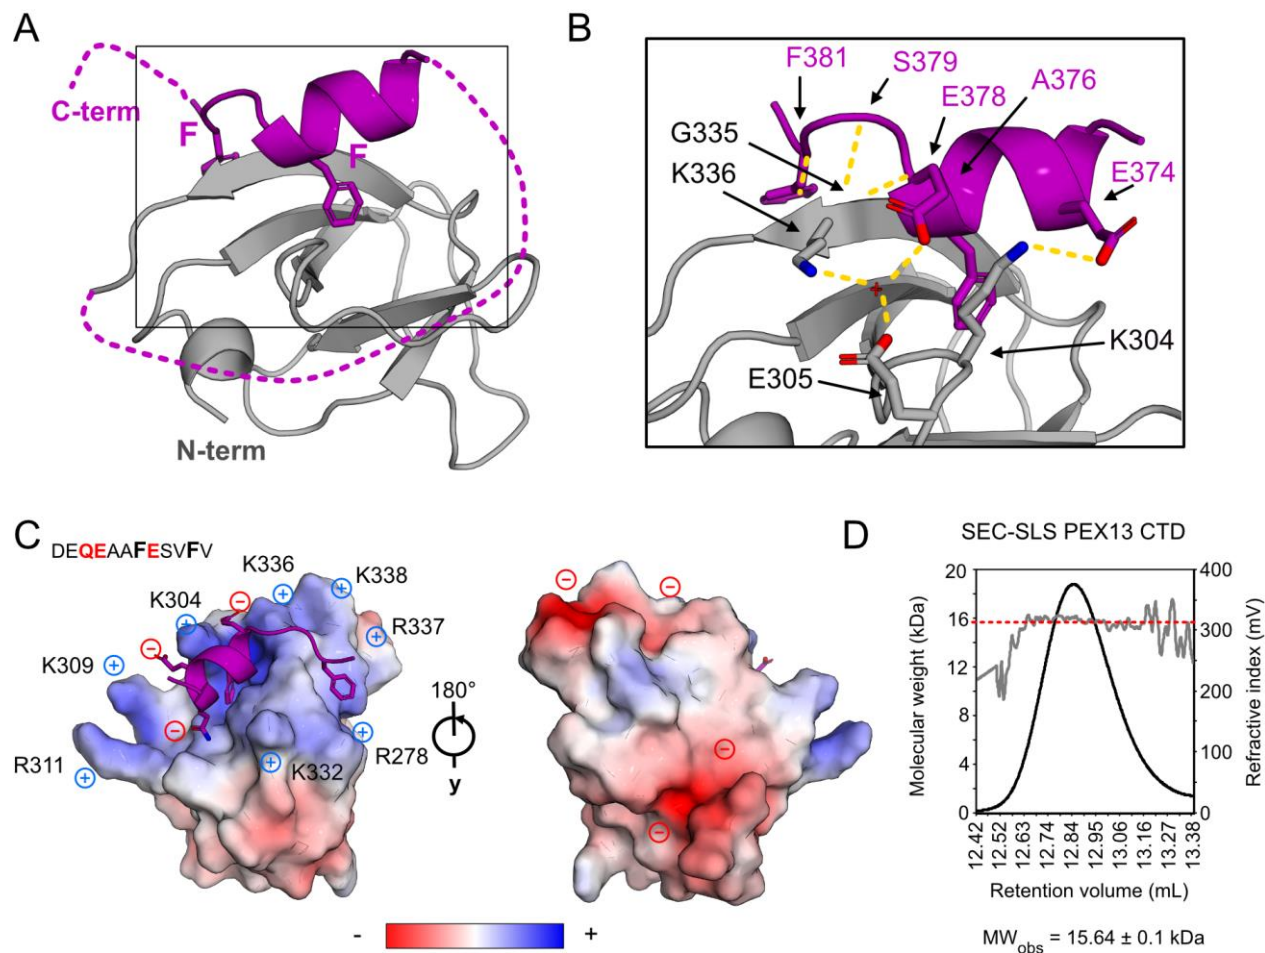 A
C-term
F
F
N-term
B
F381
S379
E378
A376
G335
K336
E374
K304
E305
C
DEQEAAFESVFV
K336
K338
K304
R337
K309
R311
K332
R278
180°
y
- +
D
SEC-SLS PEX13 CTD
Molecular weight (kDa)
20
16
12
8
4
0
400
300
200
100
0
Refractive index (mV)
12.42
12.52
12.63
12.74
12.84
12.95
13.06
13.16
13.27
13.38
Retention volume (mL)
MWobs = 15.64 ± 0.1 kDa